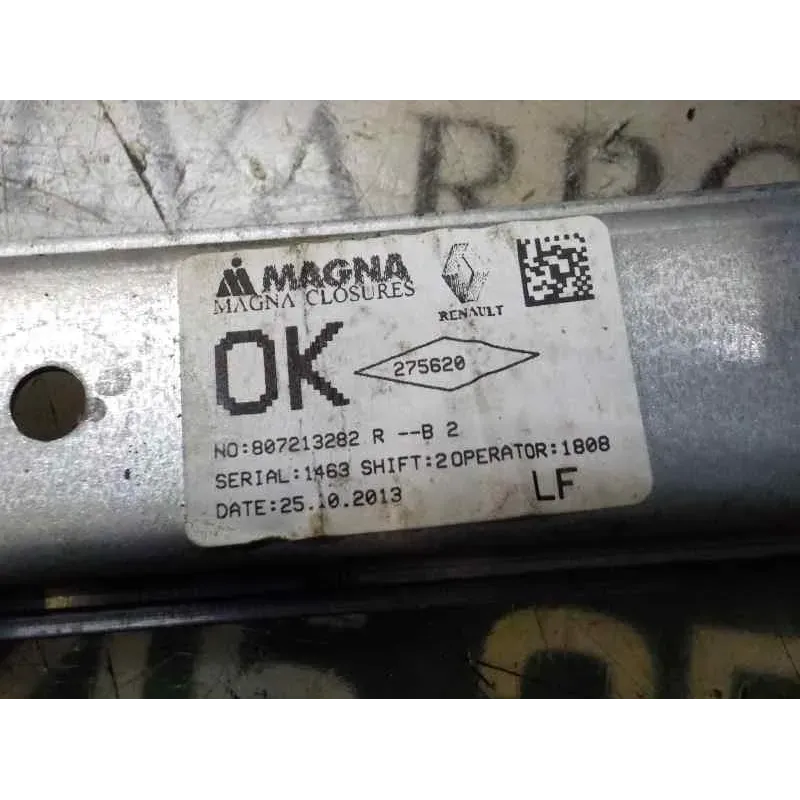 MAGNA
MAGNA CLOSURES
RENAULT
OK
275620
NO:807213282 R --B 2
SERIAL:1463 SHIFT:2OPERATOR:1808
DATE:25.10.2013
LF